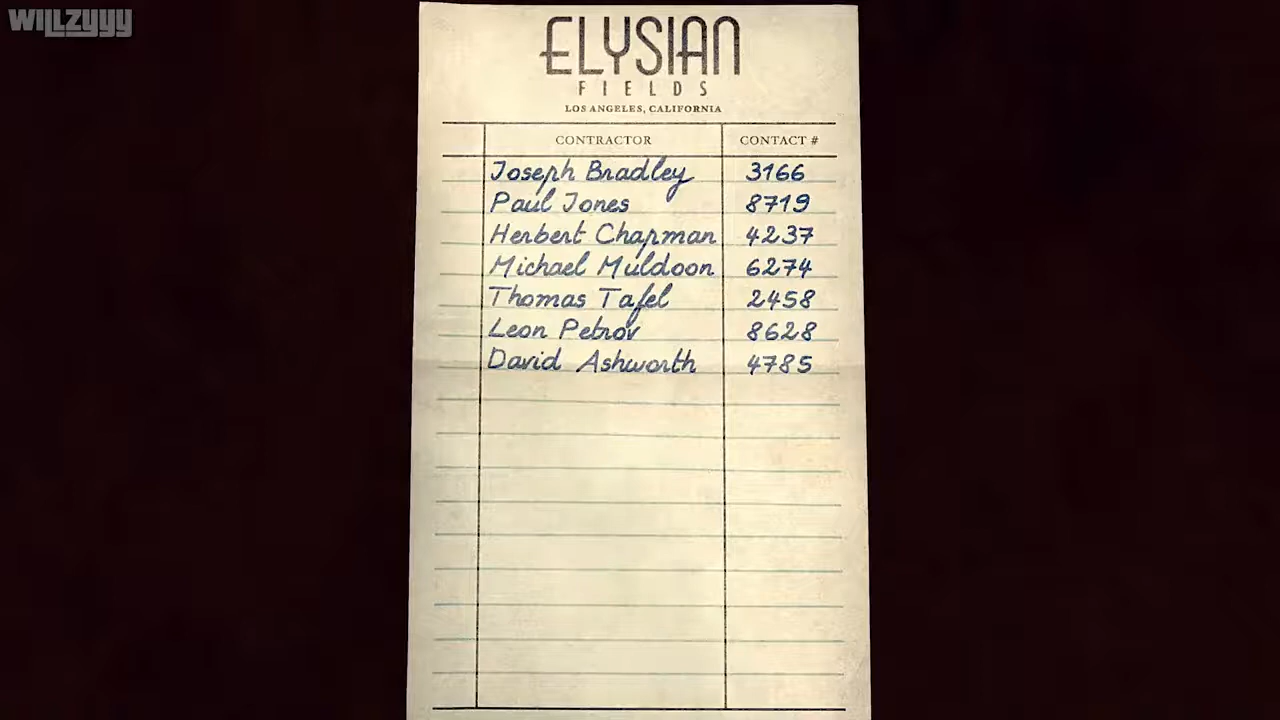 WillZYYY
ELYSIAN
FIELDS
LOS ANGELES, CALIFORNIA
CONTRACTOR CONTACT #
Joseph Bradley 3166
Paul Jones 8719
Herbert Chapman 4237
Michael Muldoon 6274
Thomas Tafel 2458
Leon Petrov 8628
David Ashworth 4785